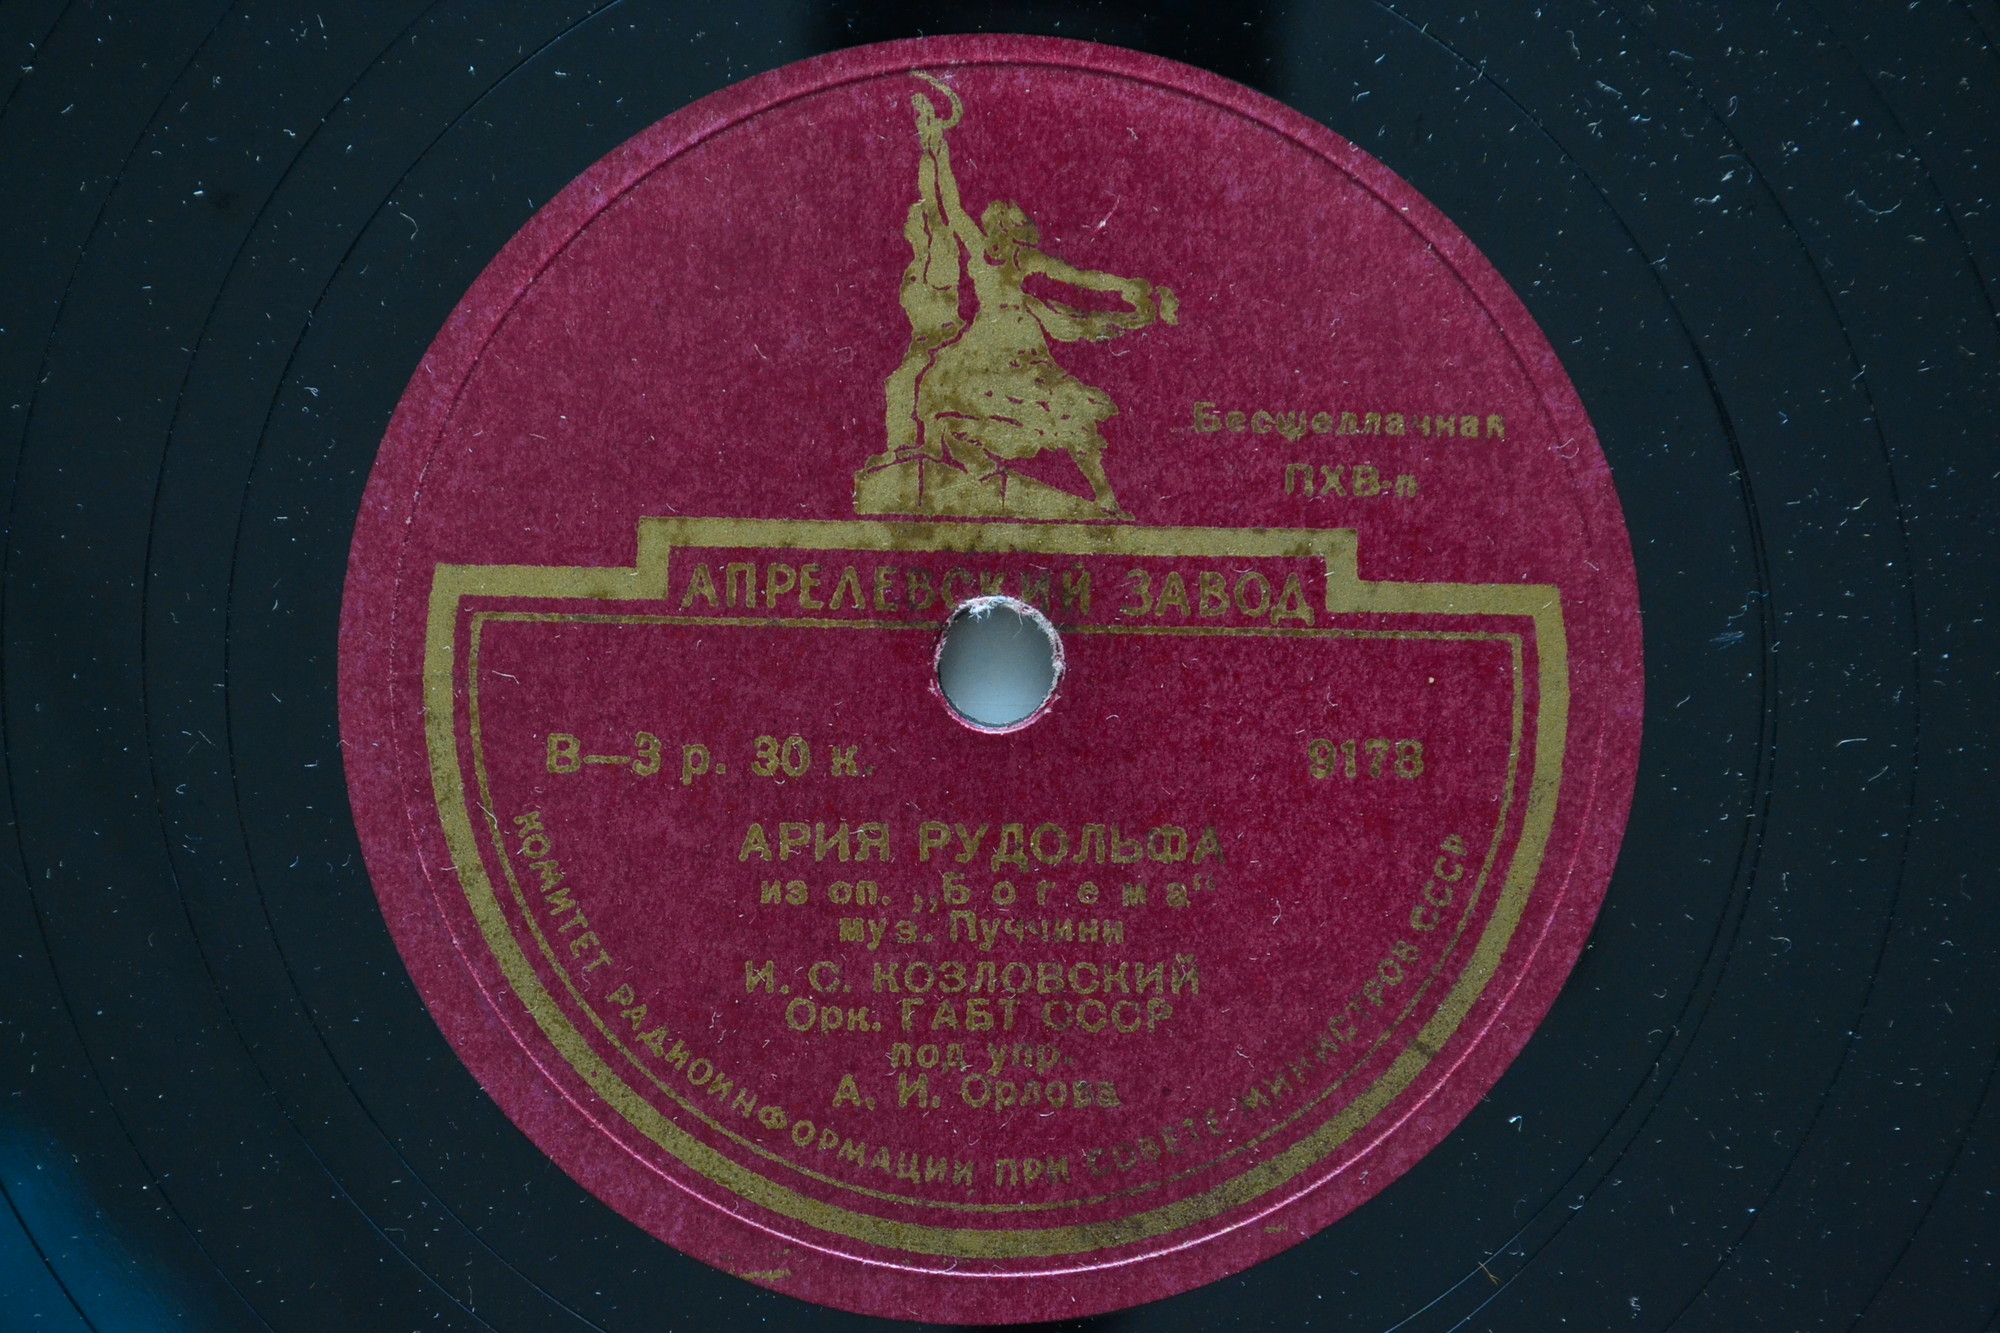 Бесшеллачная
ПХВ-п
АПРЕЛЕВСКИЙ ЗАВОД
В—3 р. 30 к.
9178
АРИЯ РУДОЛЬФА
из оп. „Богема“
муз. Пуччини
И. С. КОЗЛОВСКИЙ
Орк. ГАБТ СССР
под упр.
А. И. Орлова
КОМИТЕТ РАДИОИНФОРМАЦИИ ПРИ СОВЕТЕ МИНИСТРОВ СССР